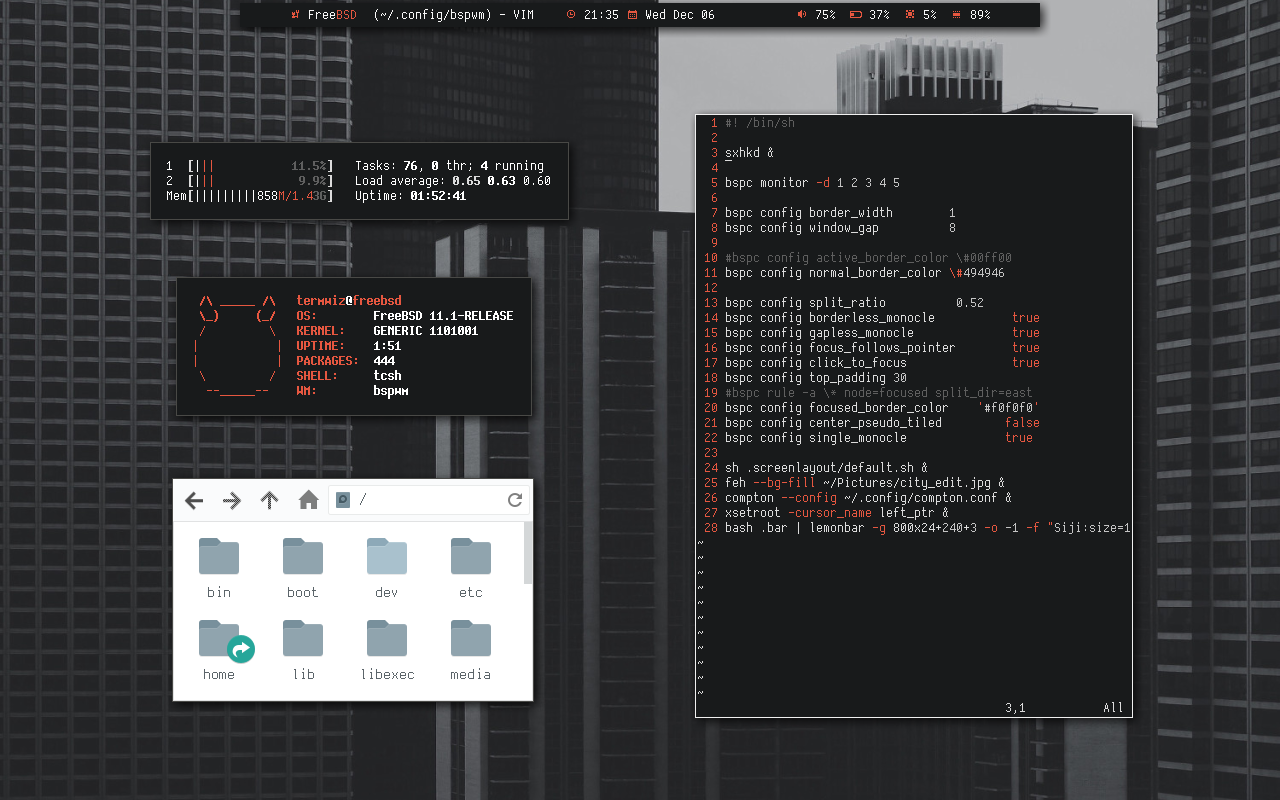 FreeBSD (~/.config/bspwm) - VIM 21:35 Wed Dec 06 75% 37% 5% 89%
1 [||| 11.5%] Tasks: 76, 0 thr; 4 running
2 [||| 9.9%] Load average: 0.65 0.63 0.60
Mem[|||||||||858M/1.43G] Uptime: 01:52:41
/\ _____ /\ termwiz@freebsd
\_) (_/ OS: FreeBSD 11.1-RELEASE
/ \ KERNEL: GENERIC 1101001
| | UPTIME: 1:51
| | PACKAGES: 444
\ / SHELL: tcsh
--_____-- WM: bspwm
/
bin boot dev etc
home lib libexec media
1 #! /bin/sh
2
3 sxhkd &
4
5 bspc monitor -d 1 2 3 4 5
6
7 bspc config border_width 1
8 bspc config window_gap 8
9
10 #bspc config active_border_color \#00ff00
11 bspc config normal_border_color \#494946
12
13 bspc config split_ratio 0.52
14 bspc config borderless_monocle true
15 bspc config gapless_monocle true
16 bspc config focus_follows_pointer true
17 bspc config click_to_focus true
18 bspc config top_padding 30
19 #bspc rule -a \* node=focused split_dir=east
20 bspc config focused_border_color '#f0f0f0'
21 bspc config center_pseudo_tiled false
22 bspc config single_monocle true
23
24 sh .screenlayout/default.sh &
25 feh --bg-fill ~/Pictures/city_edit.jpg &
26 compton --config ~/.config/compton.conf &
27 xsetroot -cursor_name left_ptr &
28 bash .bar | lemonbar -g 800x24+240+3 -o -1 -f "Siji:size=1
~
~
~
~
~
~
~
~
~
~
~
3,1 All